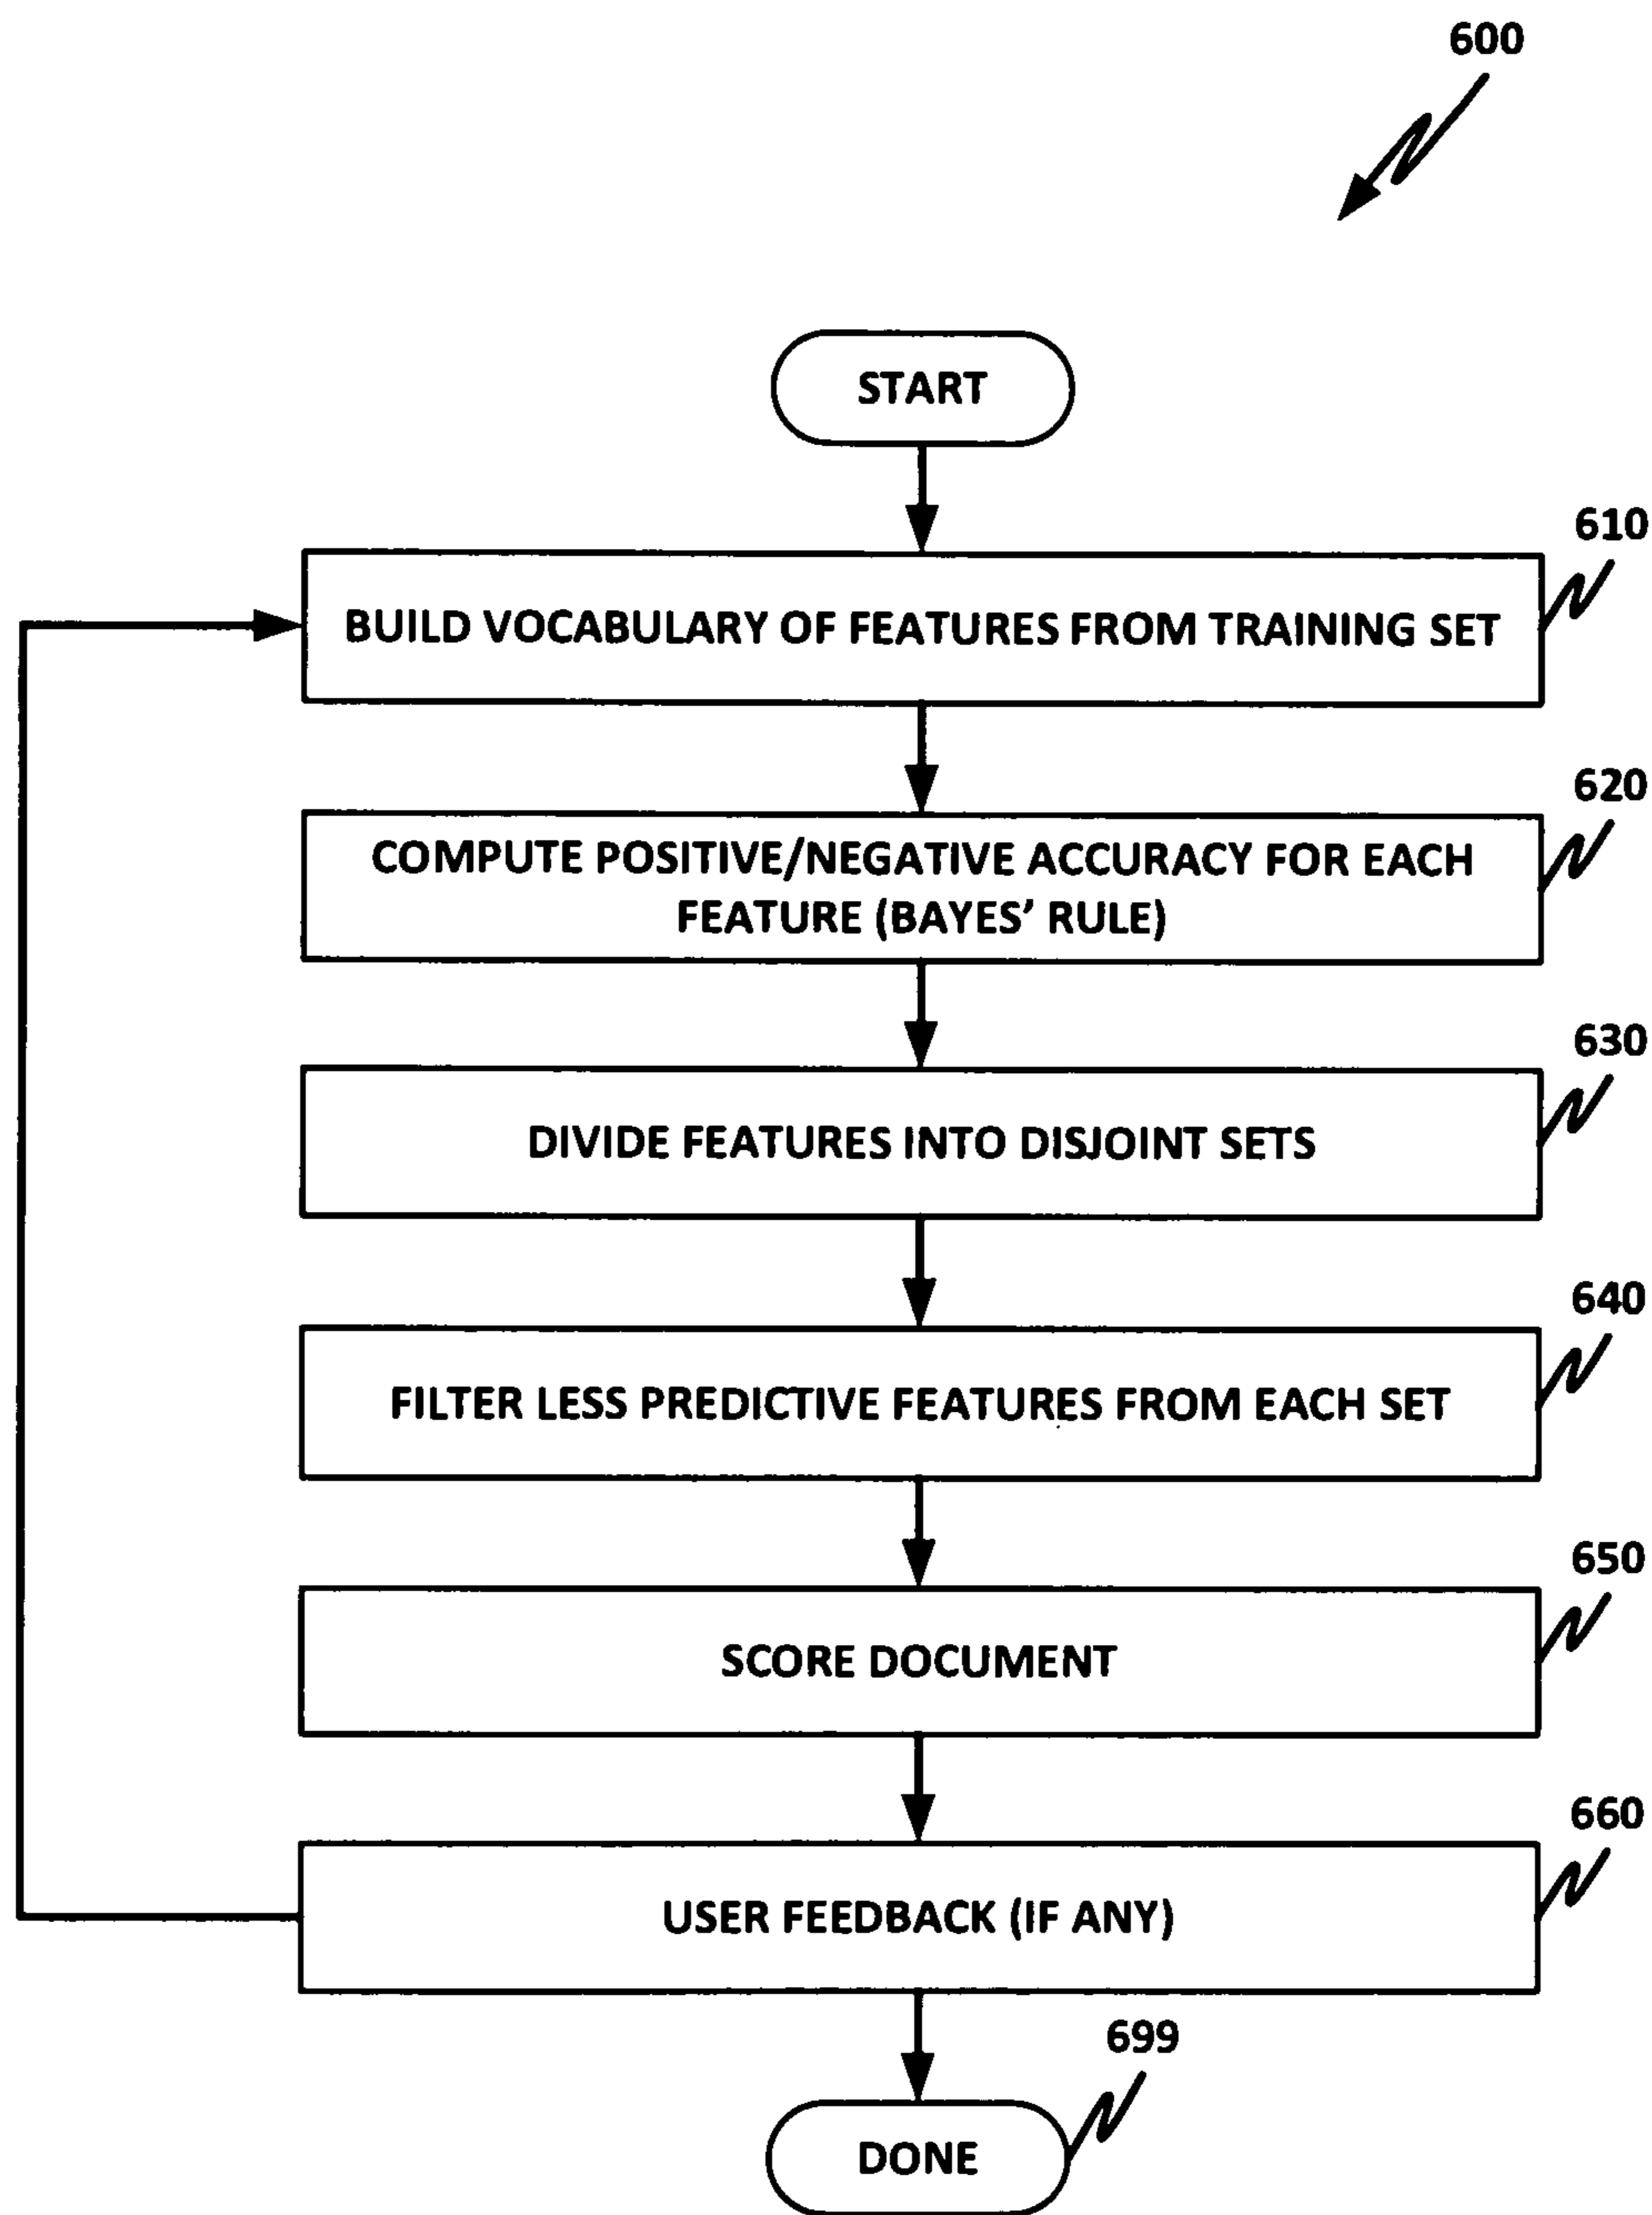 600
START
610
BUILD VOCABULARY OF FEATURES FROM TRAINING SET
620
COMPUTE POSITIVE/NEGATIVE ACCURACY FOR EACH
FEATURE (BAYES’ RULE)
630
DIVIDE FEATURES INTO DISJOINT SETS
640
FILTER LESS PREDICTIVE FEATURES FROM EACH SET
650
SCORE DOCUMENT
660
USER FEEDBACK (IF ANY)
699
DONE